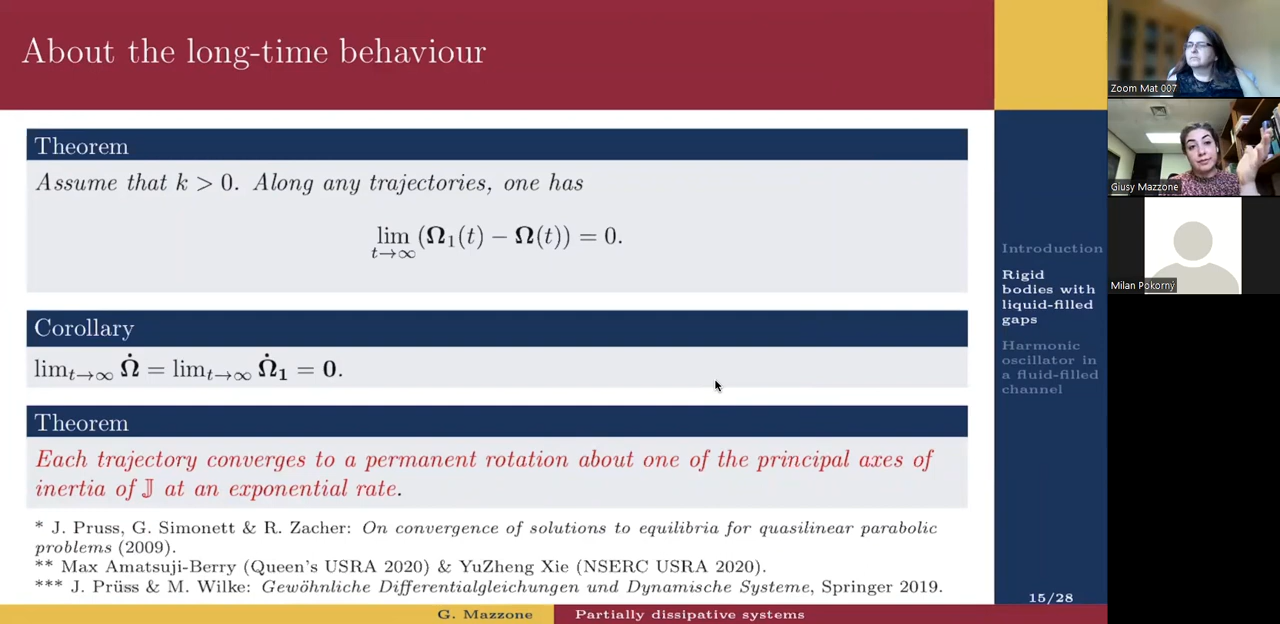 About the long-time behaviour
Theorem
Assume that k > 0. Along any trajectories, one has
lim_{t→∞} (Ω₁(t) − Ω(t)) = 0.
Corollary
lim_{t→∞} Ω̇ = lim_{t→∞} Ω̇₁ = 0.
Theorem
Each trajectory converges to a permanent rotation about one of the principal axes of
inertia of 𝕁 at an exponential rate.
* J. Pruss, G. Simonett & R. Zacher: On convergence of solutions to equilibria for quasilinear parabolic
problems (2009).
** Max Amatsuji-Berry (Queen's USRA 2020) & YuZheng Xie (NSERC USRA 2020).
*** J. Prüss & M. Wilke: Gewöhnliche Differentialgleichungen und Dynamische Systeme, Springer 2019.
G. Mazzone
Partially dissipative systems
Introduction
Rigid
bodies with
liquid-filled
gaps
Harmonic
oscillator in
a fluid-filled
channel
15/28
Zoom Mat 007
Giusy Mazzone
Milan Pokorný